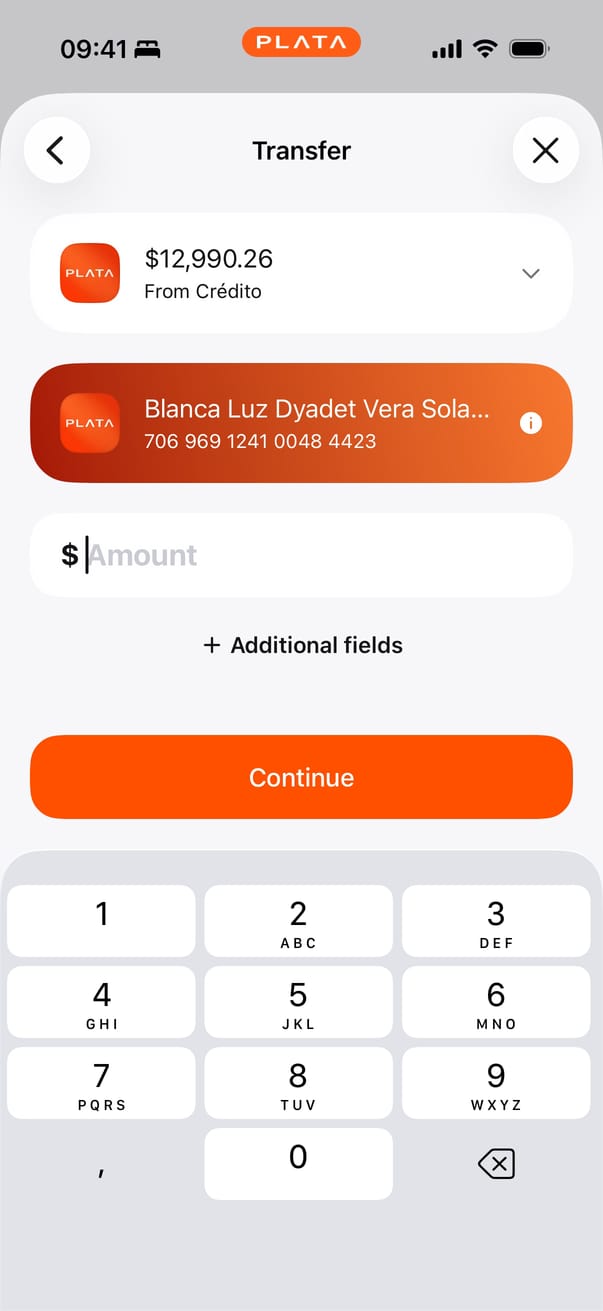 09:41
PLATA
Transfer
PLATA
$12,990.26
From Crédito
PLATA
Blanca Luz Dyadet Vera Sola...
706 969 1241 0048 4423
$ Amount
+ Additional fields
Continue
1
2
ABC
3
DEF
4
GHI
5
JKL
6
MNO
7
PQRS
8
TUV
9
WXYZ
,
0